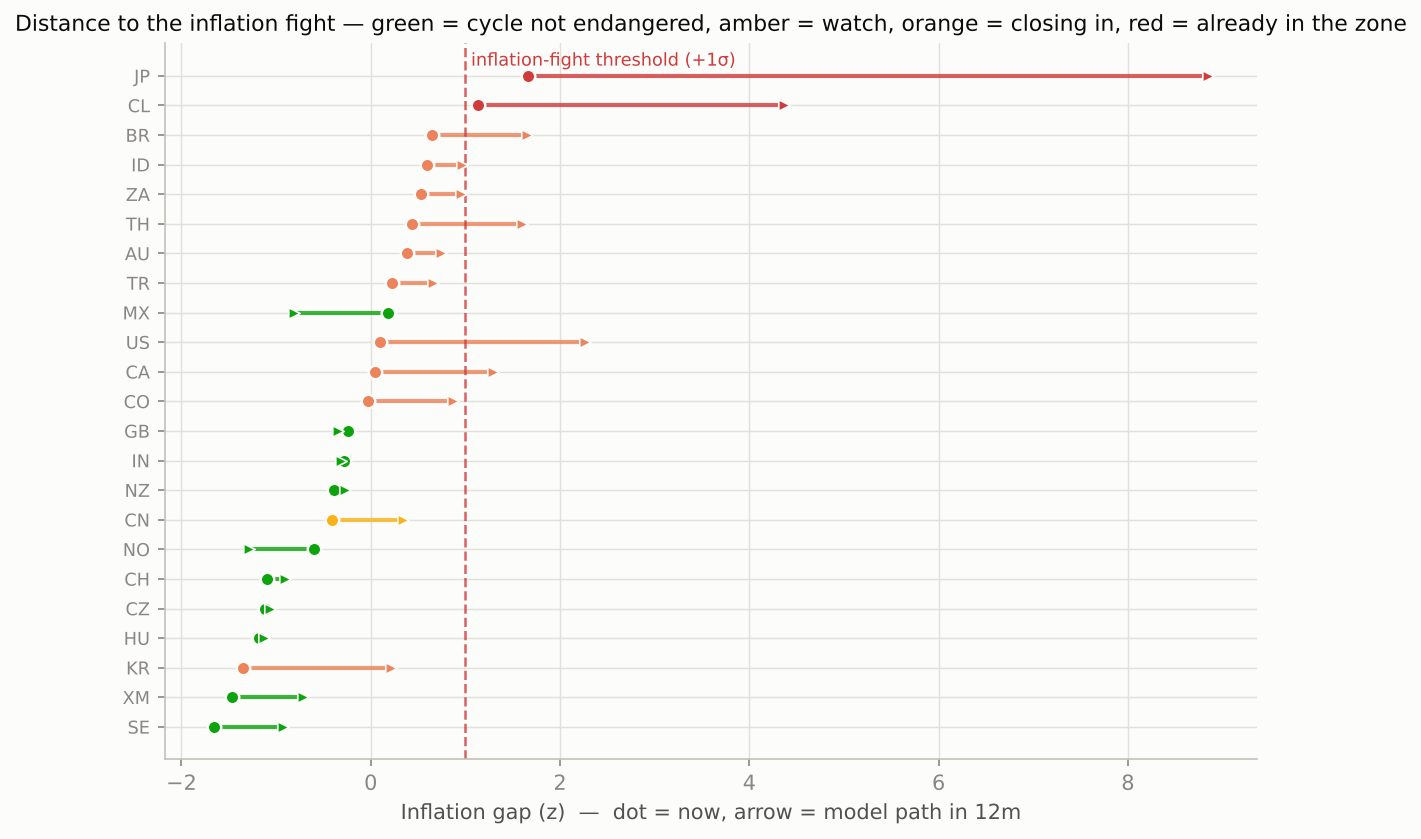 Distance to the inflation fight — green = cycle not endangered, amber = watch, orange = closing in, red = already in the zone
inflation-fight threshold (+1σ)
JP
CL
BR
ID
ZA
TH
AU
TR
MX
US
CA
CO
GB
IN
NZ
CN
NO
CH
CZ
HU
KR
XM
SE
−2 0 2 4 6 8
Inflation gap (z) — dot = now, arrow = model path in 12m